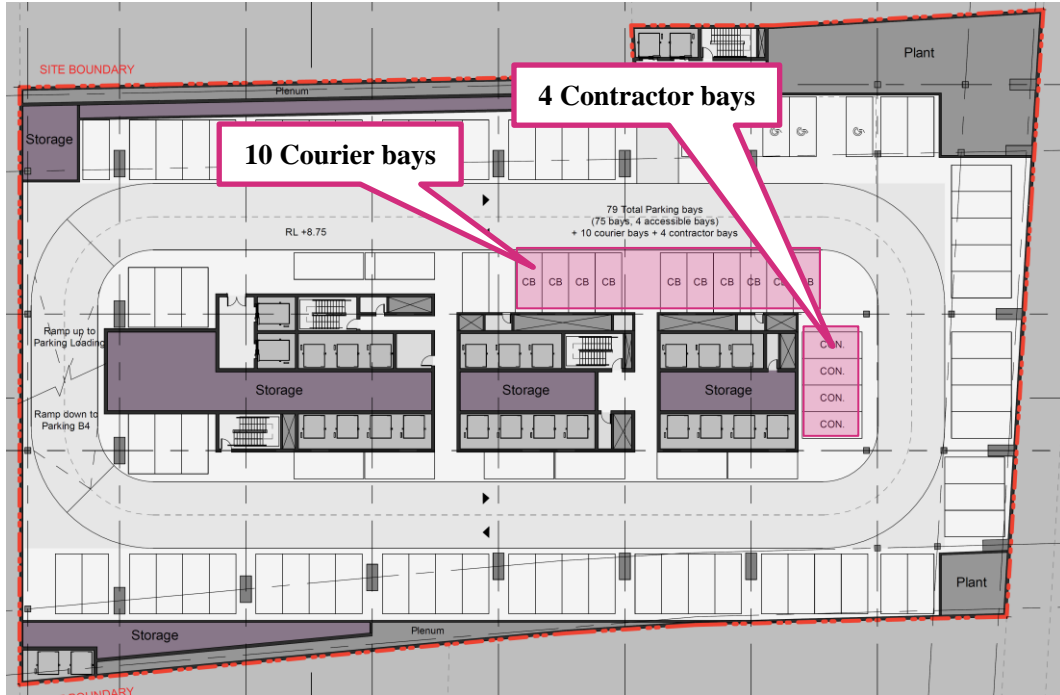 SITE BOUNDARY
Plant
Plenum
4 Contractor bays
Storage
10 Courier bays
79 Total Parking bays
(75 bays, 4 accessible bays)
+ 10 courier bays + 4 contractor bays
RL +8.75
CB CB CB CB CB CB CB CB CB CB
Ramp up to
Parking Loading
CON.
CON.
CON.
CON.
Storage
Storage
Storage
Ramp down to
Parking B4
Plant
Storage
Plenum
BOUNDARY